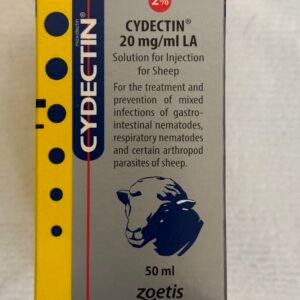 2%
moxidectin
CYDECTIN®
CYDECTIN®
20 mg/ml LA
Solution for Injection
for Sheep
For the treatment and
prevention of mixed
infections of gastro-
intestinal nematodes,
respiratory nematodes
and certain arthropod
parasites of sheep.
50 ml
zoetis